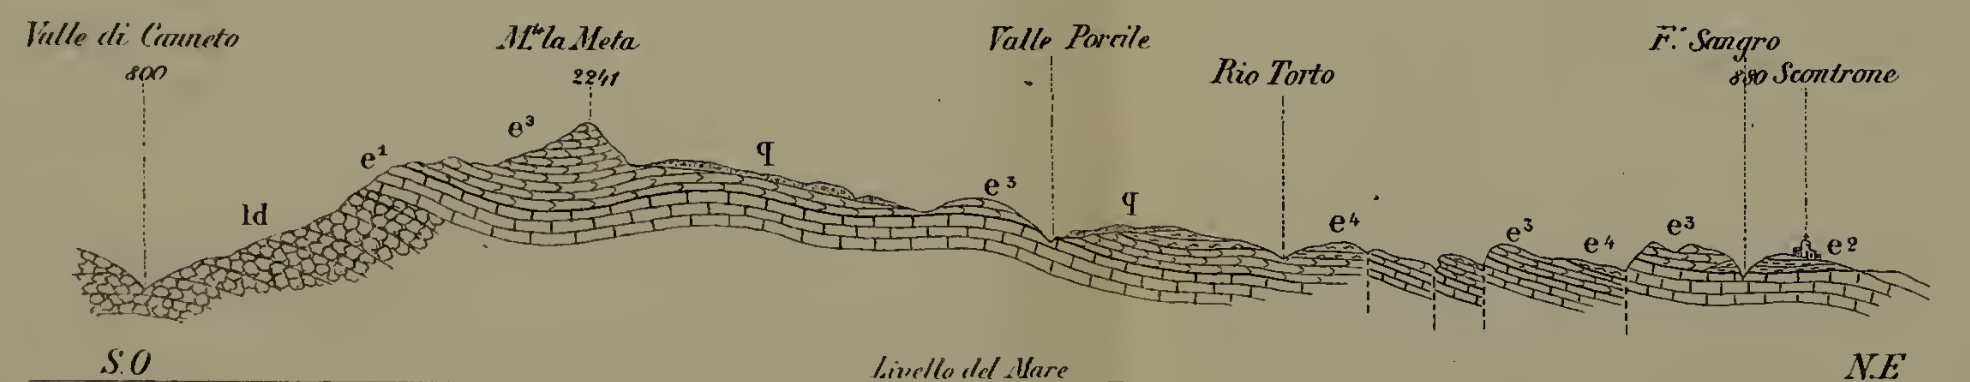 Valle di Canneto
800
M.te la Meta
2241
Valle Porcile
Rio Torto
F. Sangro
880 Scontrone
e³
e¹
q
ld
e³
q
e⁴
e³
e⁴
e³
e²
S.O
Livello del Mare
N.E